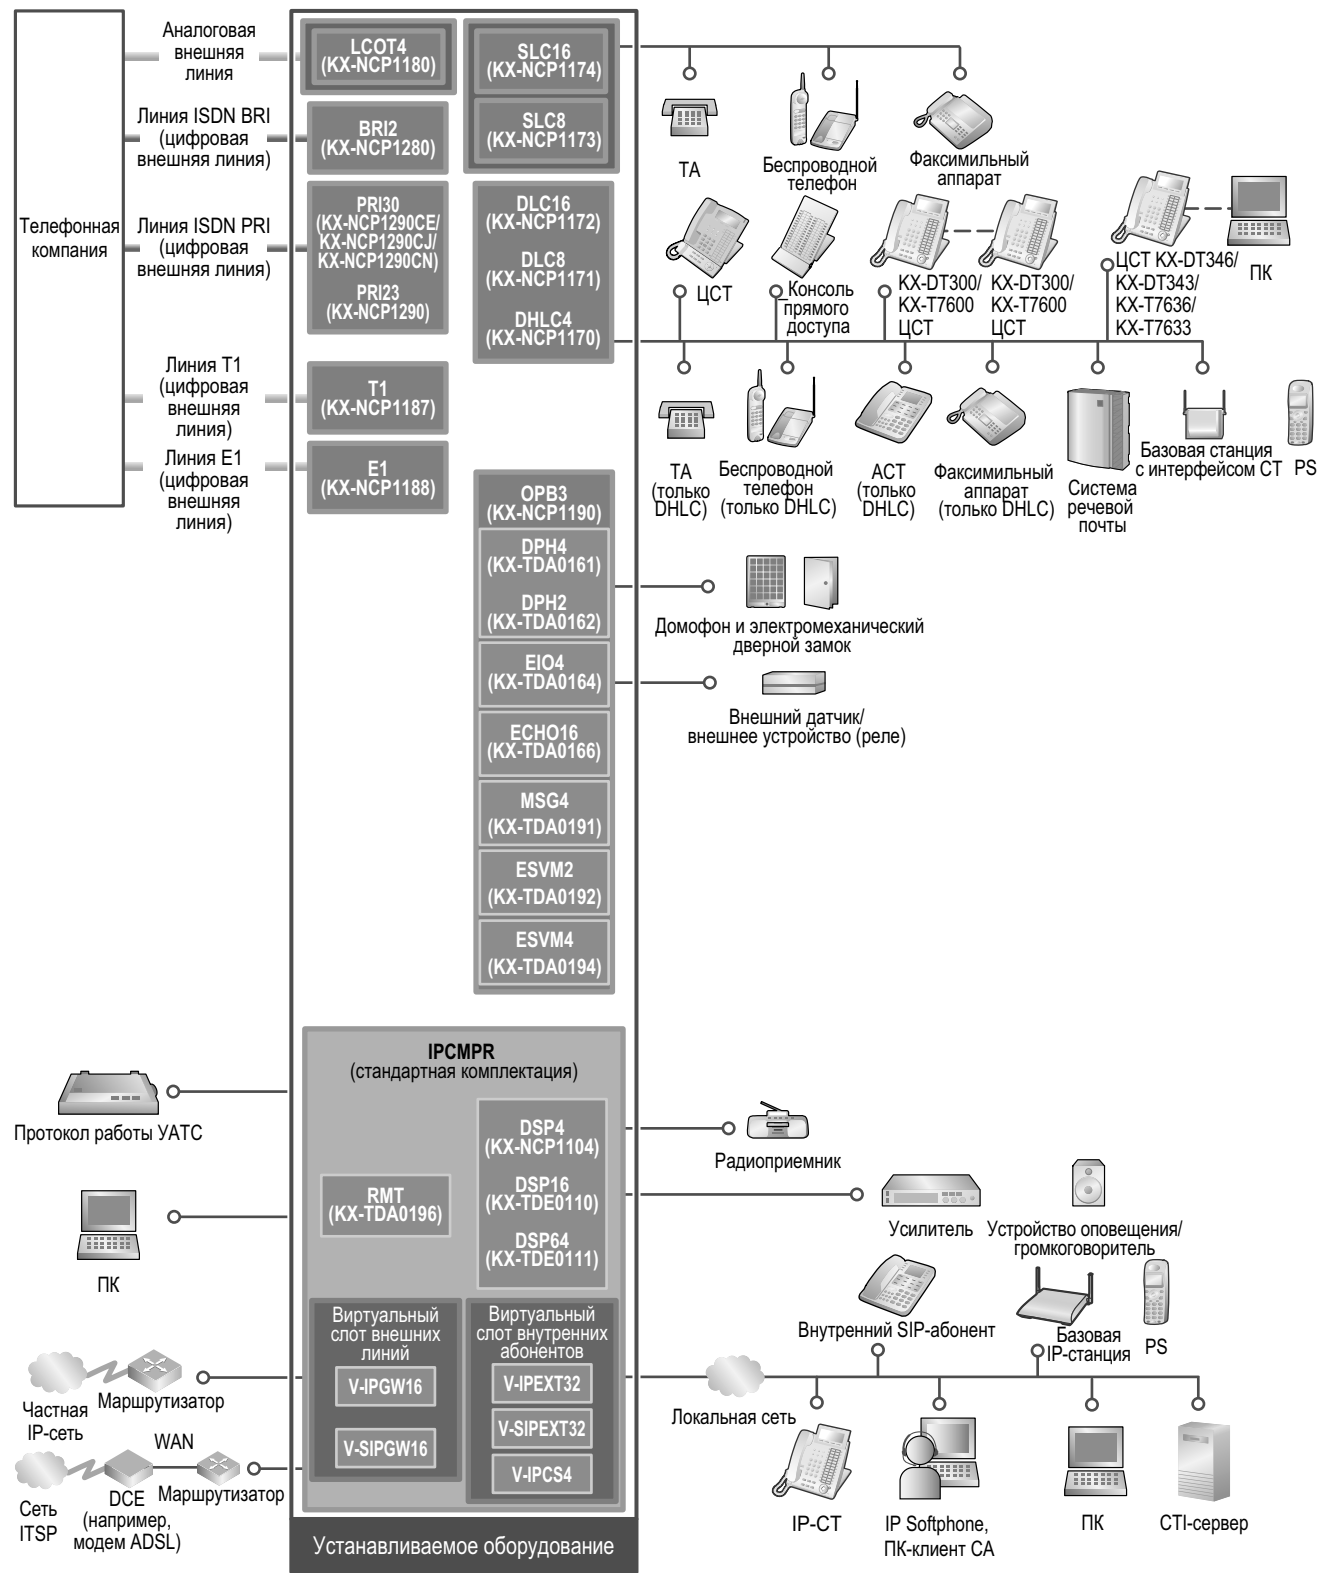 Аналоговая
внешняя
линия
Линия ISDN BRI
(цифровая
внешняя линия)
Телефонная
компания
Линия ISDN PRI
(цифровая
внешняя линия)
Линия T1
(цифровая
внешняя
линия)
Линия E1
(цифровая
внешняя
линия)
LCOT4
(KX-NCP1180)
BRI2
(KX-NCP1280)
PRI30
(KX-NCP1290CE/
KX-NCP1290CJ/
KX-NCP1290CN)
PRI23
(KX-NCP1290)
T1
(KX-NCP1187)
E1
(KX-NCP1188)
SLC16
(KX-NCP1174)
SLC8
(KX-NCP1173)
DLC16
(KX-NCP1172)
DLC8
(KX-NCP1171)
DHLC4
(KX-NCP1170)
OPB3
(KX-NCP1190)
DPH4
(KX-TDA0161)
DPH2
(KX-TDA0162)
EIO4
(KX-TDA0164)
ECHO16
(KX-TDA0166)
MSG4
(KX-TDA0191)
ESVM2
(KX-TDA0192)
ESVM4
(KX-TDA0194)
ТА
Беспроводной
телефон
Факсимильный
аппарат
ЦСТ
_Консоль
прямого
доступа
KX-DT300/
KX-T7600
ЦСТ
KX-DT300/
KX-T7600
ЦСТ
ЦСТ KX-DT346/
KX-DT343/
KX-T7636/
KX-T7633
ПК
ТА
(только
DHLC)
Беспроводной
телефон
(только DHLC)
АСТ
(только
DHLC)
Факсимильный
аппарат
(только DHLC)
Система
речевой
почты
Базовая станция
с интерфейсом СТ
PS
Домофон и электромеханический
дверной замок
Внешний датчик/
внешнее устройство (реле)
IPCMPR
(стандартная комплектация)
Протокол работы УАТС
ПК
RMT
(KX-TDA0196)
DSP4
(KX-NCP1104)
DSP16
(KX-TDE0110)
DSP64
(KX-TDE0111)
Радиоприемник
Усилитель
Устройство оповещения/
громкоговоритель
Виртуальный
слот внешних
линий
V-IPGW16
V-SIPGW16
Виртуальный
слот внутренних
абонентов
V-IPEXT32
V-SIPEXT32
V-IPCS4
Частная
IP-сеть
Маршрутизатор
WAN
Сеть
ITSP
DCE
(например,
модем ADSL)
Маршрутизатор
Внутренний SIP-абонент
Базовая
IP-станция
PS
Локальная сеть
IP-CT
IP Softphone,
ПК-клиент CA
ПК
CTI-сервер
Устанавливаемое оборудование